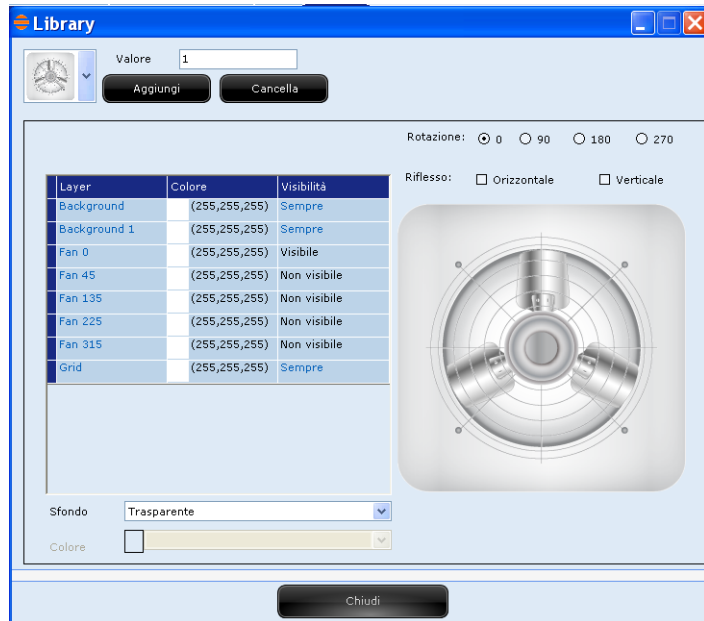 Library
Valore 1
Aggiungi Cancella
Rotazione: 0 90 180 270
Riflesso: Orizzontale Verticale
Layer Colore Visibilità
Background (255,255,255) Sempre
Background 1 (255,255,255) Sempre
Fan 0 (255,255,255) Visibile
Fan 45 (255,255,255) Non visibile
Fan 135 (255,255,255) Non visibile
Fan 225 (255,255,255) Non visibile
Fan 315 (255,255,255) Non visibile
Grid (255,255,255) Sempre
Sfondo Trasparente
Colore
Chiudi